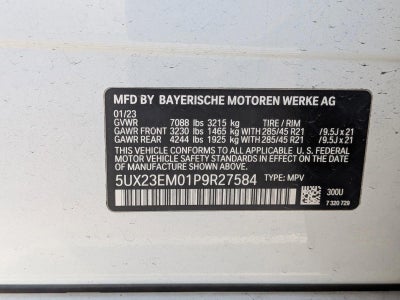 MFD BY BAYERISCHE MOTOREN WERKE AG
01/23
GVWR 7088 lbs 3215 kg TIRE / RIM
GAWR FRONT 3230 lbs 1465 kg WITH 285/45 R21 /9.5J x 21
GAWR REAR 4244 lbs 1925 kg WITH 285/45 R21 /9.5J x 21
THIS VEHICLE CONFORMS TO ALL APPLICABLE
FEDERAL MOTOR VEHICLE SAFETY STANDARDS IN EFFECT ON THE DATE
OF MANUFACTURE SHOWN ABOVE.
5UX23EM01P9R27584 TYPE: MPV 300U
7 320 729